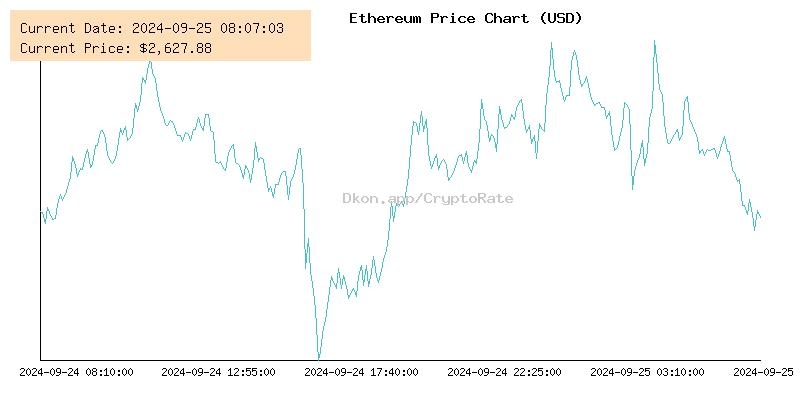 Ethereum Price Chart (USD)
Current Date: 2024-09-25 08:07:03
Current Price: $2,627.88
Dkon.app/CryptoRate
2024-09-24 08:10:00 2024-09-24 12:55:00 2024-09-24 17:40:00 2024-09-24 22:25:00 2024-09-25 03:10:00 2024-09-25